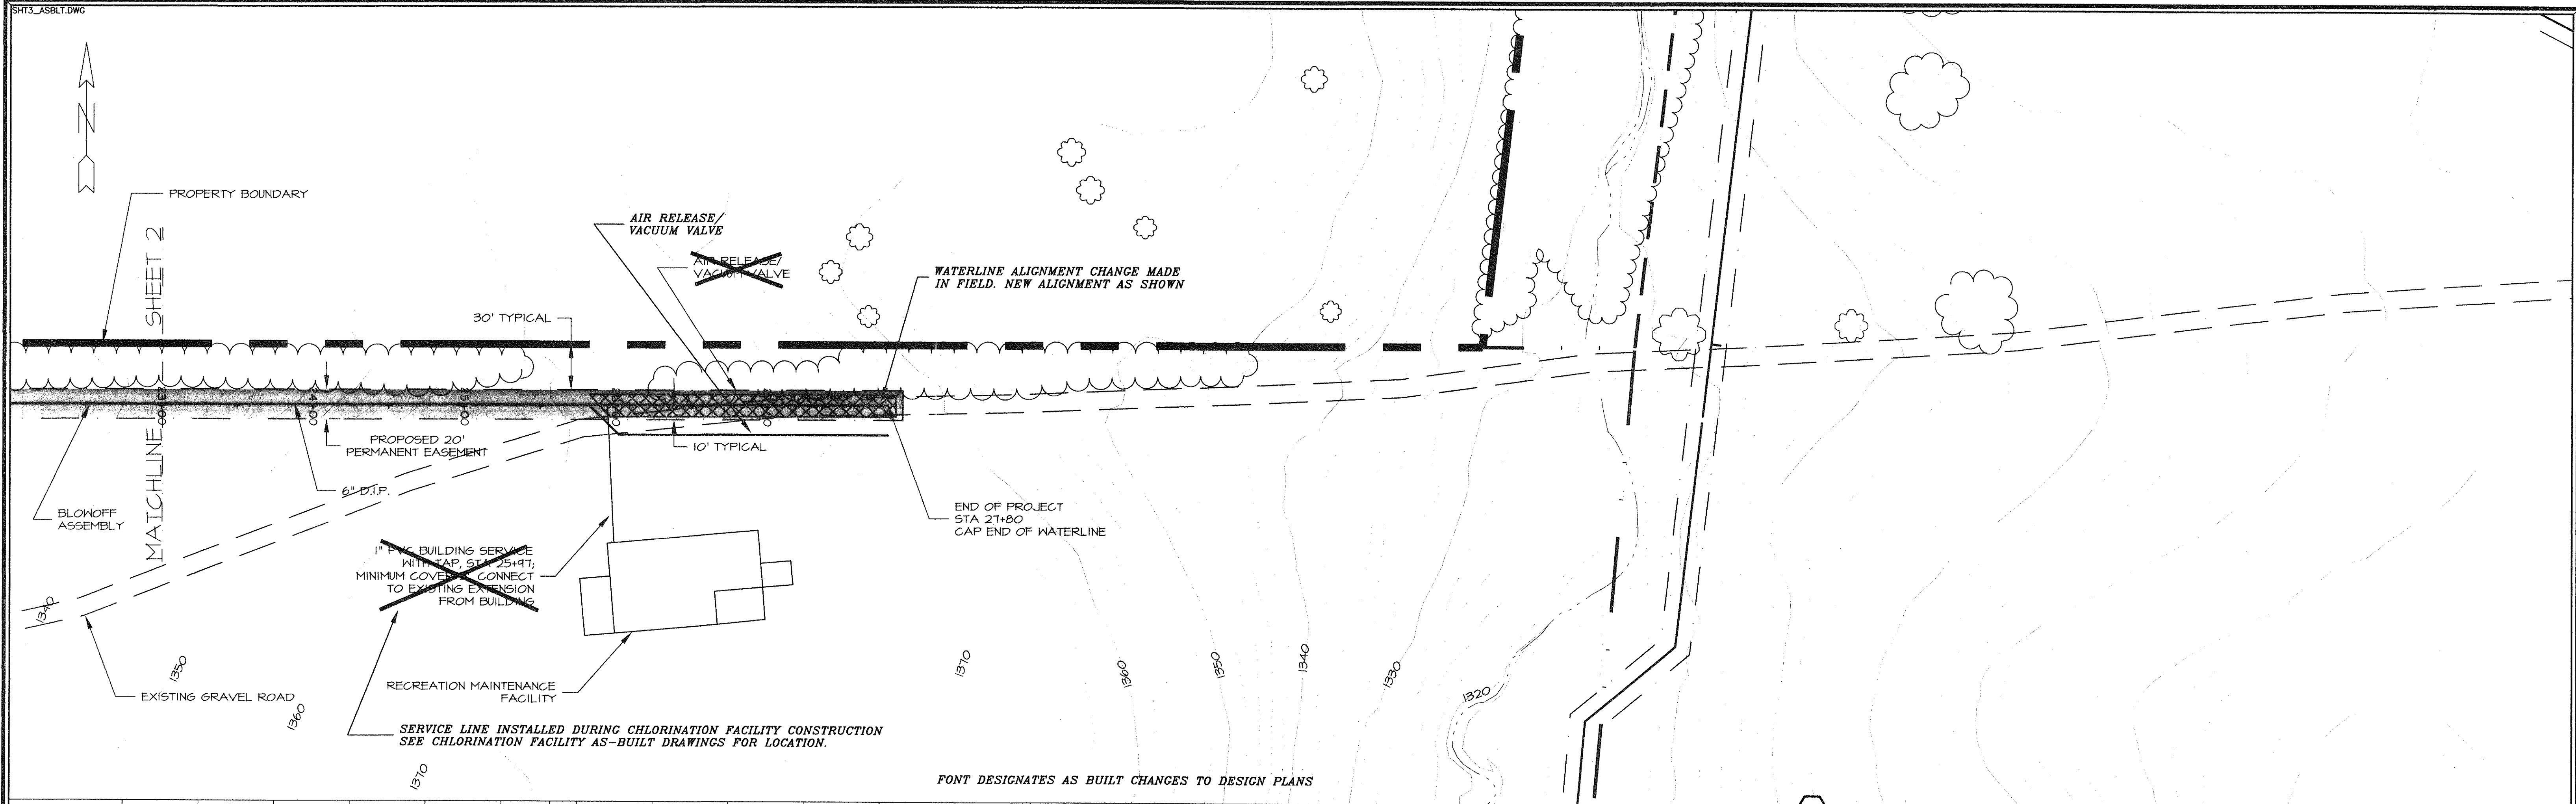 SHT3_ASBLT.DWG
N
PROPERTY BOUNDARY
MATCHLINE SHEET 2
AIR RELEASE/
VACUUM VALVE
AIR RELEASE/
VACUUM VALVE
WATERLINE ALIGNMENT CHANGE MADE
IN FIELD. NEW ALIGNMENT AS SHOWN
30' TYPICAL
23+00
24+00
25+00
PROPOSED 20'
PERMANENT EASEMENT
10' TYPICAL
6" D.I.P.
BLOWOFF
ASSEMBLY
END OF PROJECT
STA 27+80
CAP END OF WATERLINE
1" PVC BUILDING SERVICE
WITH TAP, STA 25+97;
MINIMUM COVER CONNECT
TO EXISTING EXTENSION
FROM BUILDING
1340
1350
EXISTING GRAVEL ROAD
1360
RECREATION MAINTENANCE
FACILITY
1370
1360
1350
1340
1330
1320
SERVICE LINE INSTALLED DURING CHLORINATION FACILITY CONSTRUCTION
SEE CHLORINATION FACILITY AS-BUILT DRAWINGS FOR LOCATION.
1370
FONT DESIGNATES AS BUILT CHANGES TO DESIGN PLANS